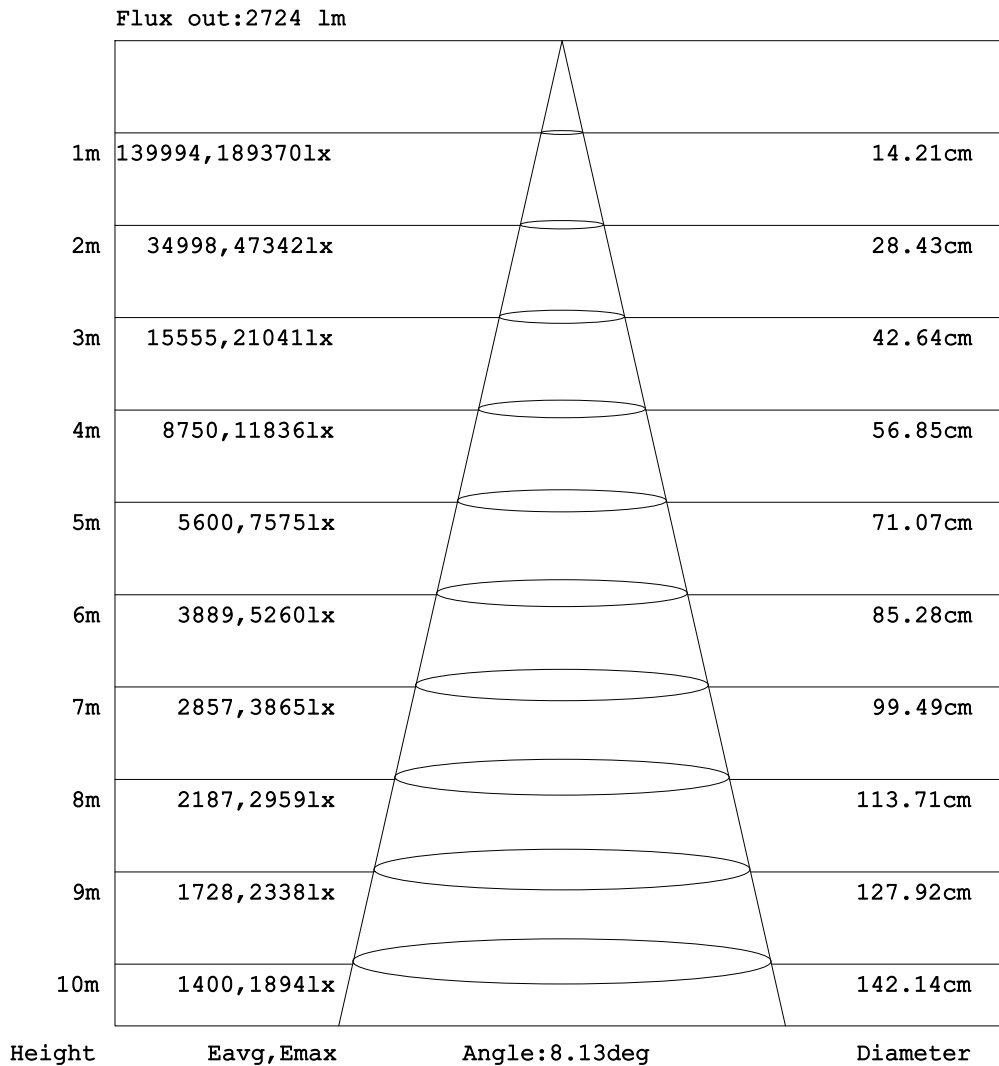 Flux out:2724 lm
1m 139994,189370lx 14.21cm
2m 34998,47342lx 28.43cm
3m 15555,21041lx 42.64cm
4m 8750,11836lx 56.85cm
5m 5600,7575lx 71.07cm
6m 3889,5260lx 85.28cm
7m 2857,3865lx 99.49cm
8m 2187,2959lx 113.71cm
9m 1728,2338lx 127.92cm
10m 1400,1894lx 142.14cm
Height Eavg,Emax Angle:8.13deg Diameter